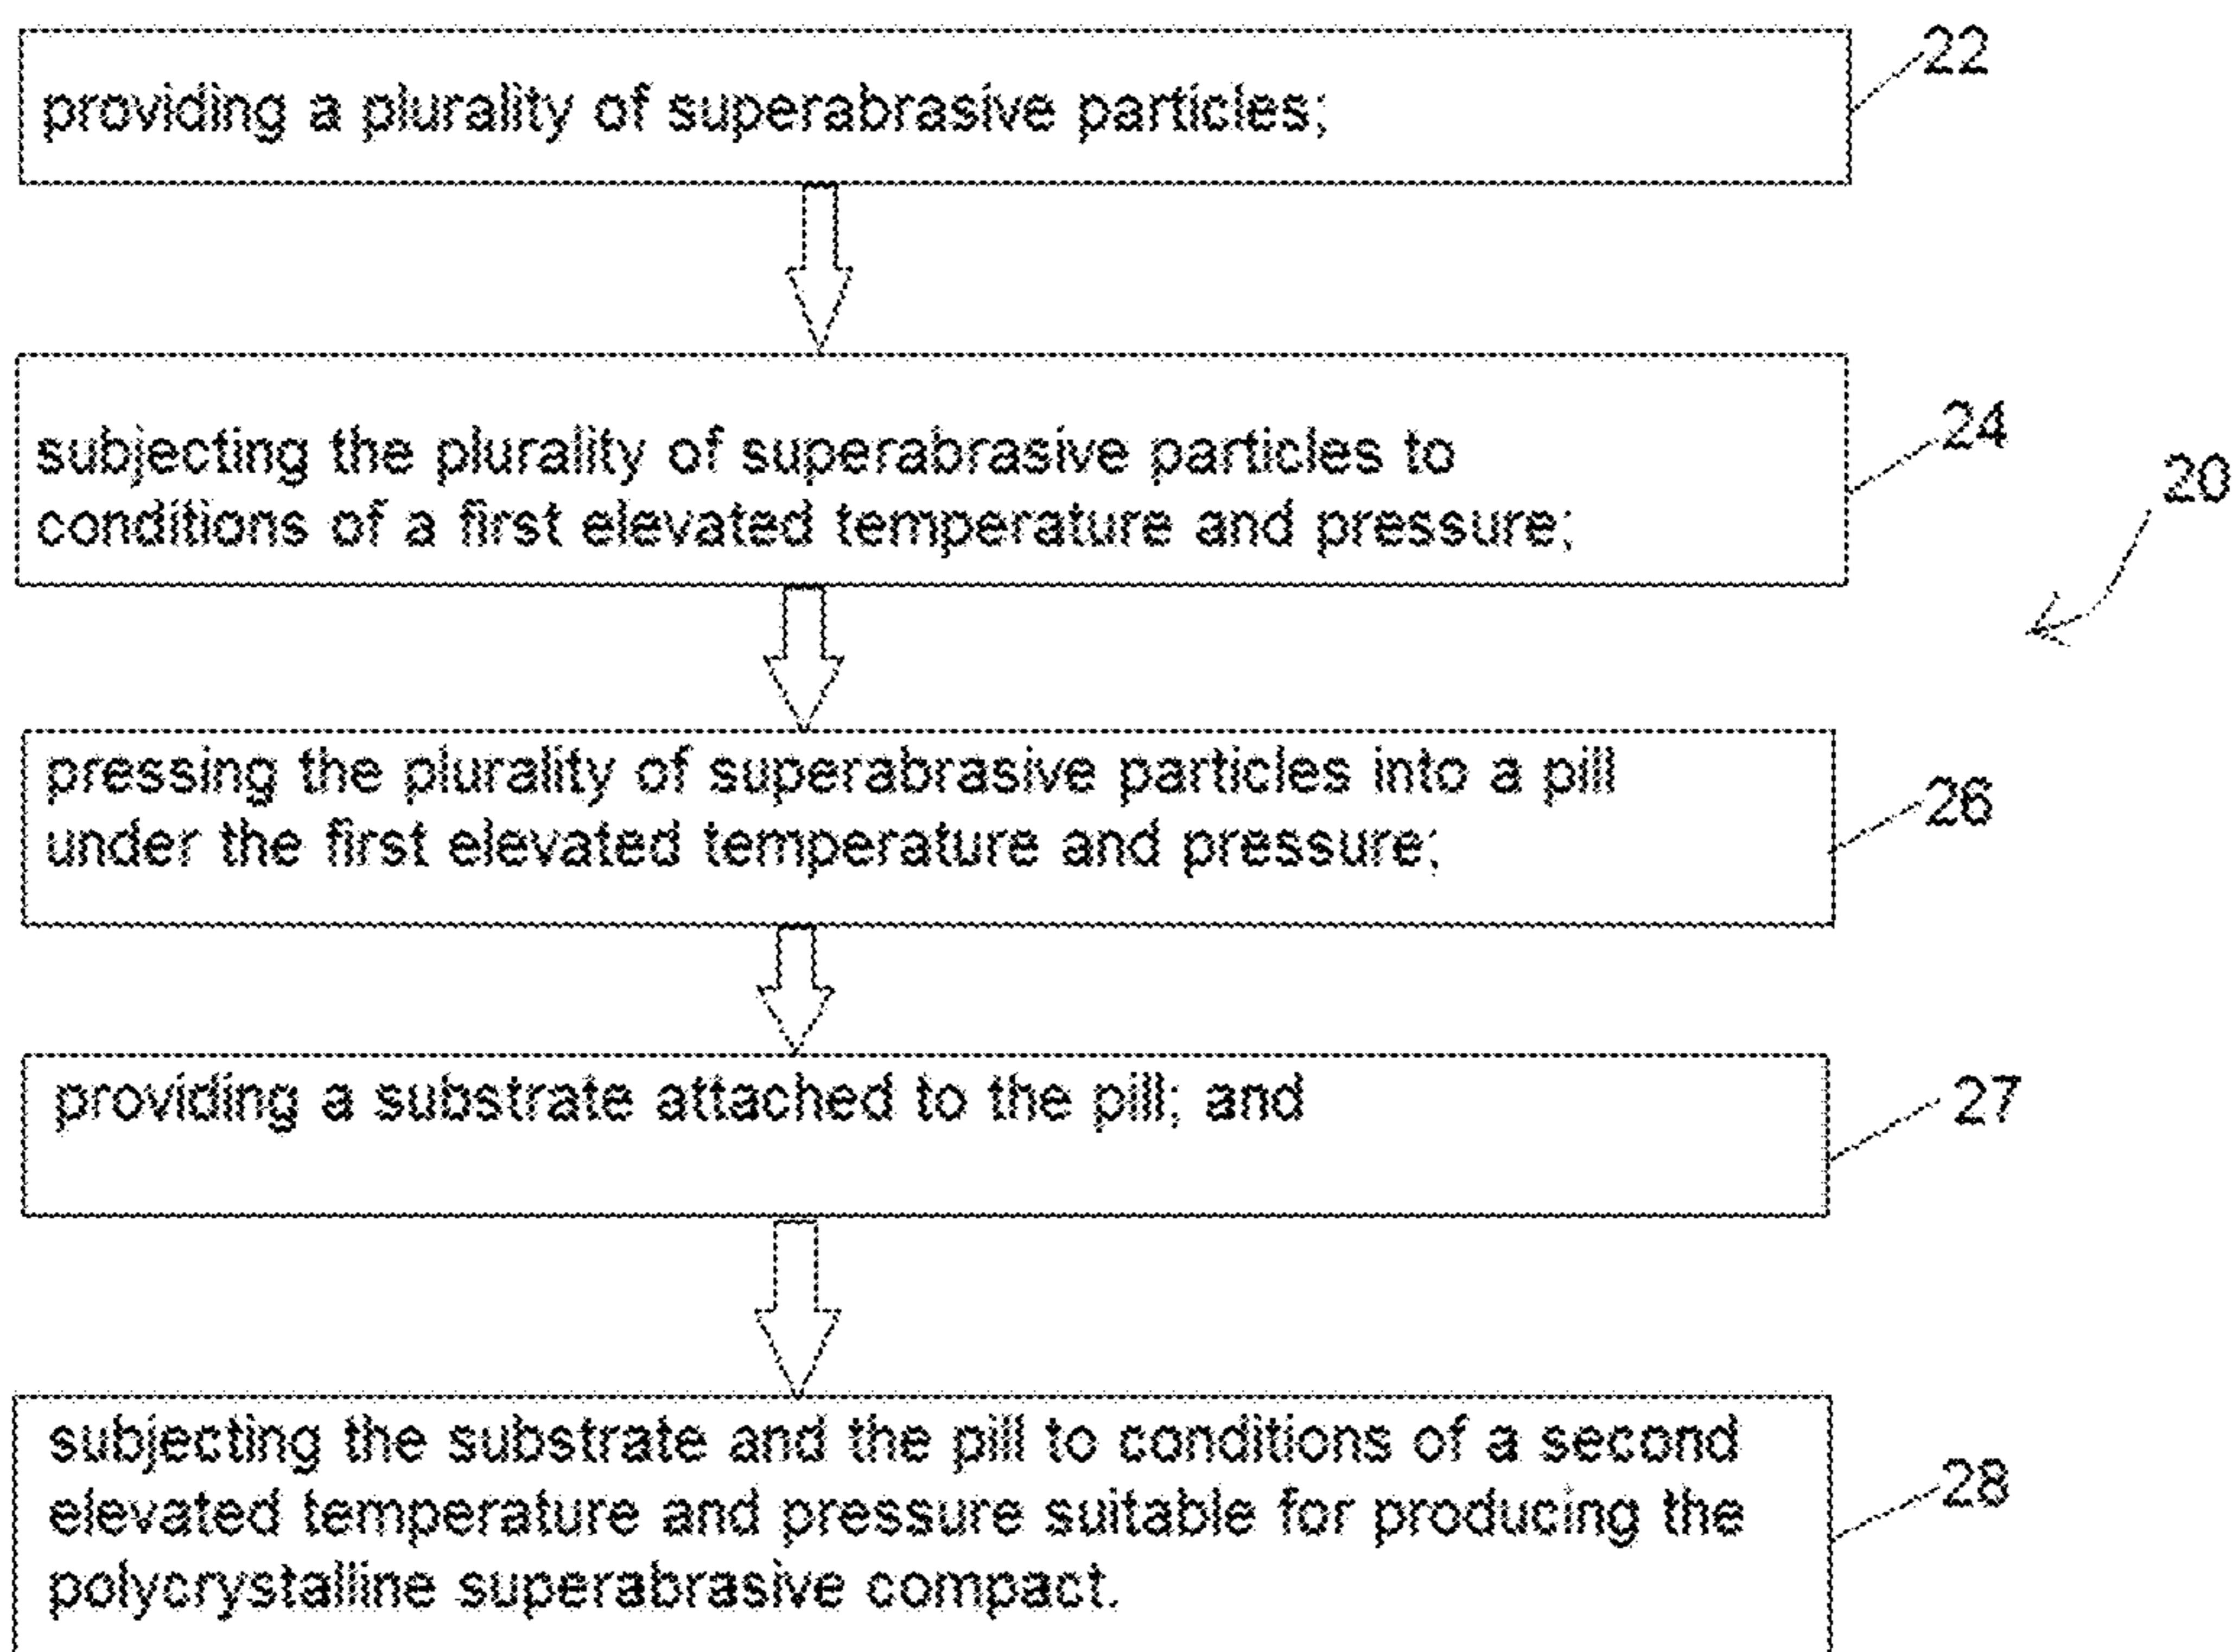 providing a plurality of superabrasive particles;
22
subjecting the plurality of superabrasive particles to
conditions of a first elevated temperature and pressure;
24
20
pressing the plurality of superabrasive particles into a pill
under the first elevated temperature and pressure;
26
providing a substrate attached to the pill; and
27
subjecting the substrate and the pill to conditions of a second
elevated temperature and pressure suitable for producing the
polycrystalline superabrasive compact.
28